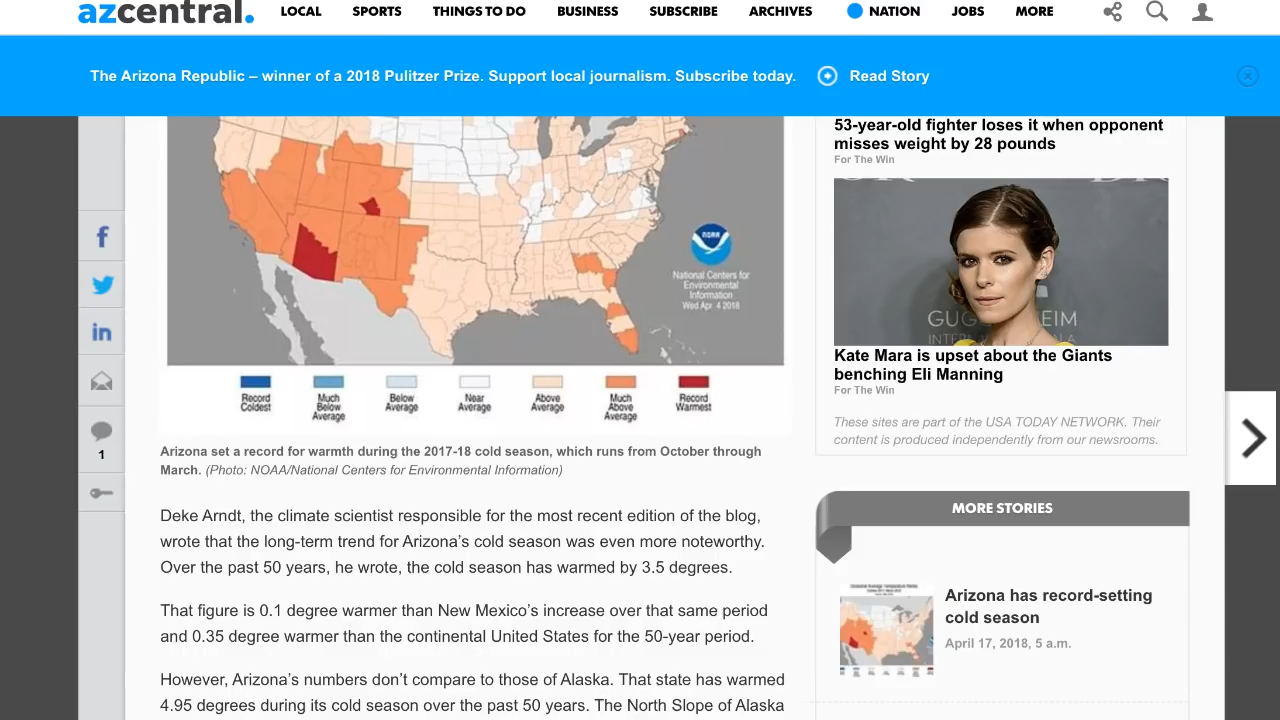 azcentral.
LOCAL SPORTS THINGS TO DO BUSINESS SUBSCRIBE ARCHIVES NATION JOBS MORE
The Arizona Republic – winner of a 2018 Pulitzer Prize. Support local journalism. Subscribe today. Read Story
NOAA
National Centers for
Environmental
Information
Wed Apr 4 2018
Record Coldest
Much Below Average
Below Average
Near Average
Above Average
Much Above Average
Record Warmest
1
Arizona set a record for warmth during the 2017-18 cold season, which runs from October through
March. (Photo: NOAA/National Centers for Environmental Information)
Deke Arndt, the climate scientist responsible for the most recent edition of the blog,
wrote that the long-term trend for Arizona’s cold season was even more noteworthy.
Over the past 50 years, he wrote, the cold season has warmed by 3.5 degrees.
That figure is 0.1 degree warmer than New Mexico’s increase over that same period
and 0.35 degree warmer than the continental United States for the 50-year period.
However, Arizona’s numbers don’t compare to those of Alaska. That state has warmed
4.95 degrees during its cold season over the past 50 years. The North Slope of Alaska
53-year-old fighter loses it when opponent
misses weight by 28 pounds
For The Win
Kate Mara is upset about the Giants
benching Eli Manning
For The Win
These sites are part of the USA TODAY NETWORK. Their
content is produced independently from our newsrooms.
MORE STORIES
Arizona has record-setting
cold season
April 17, 2018, 5 a.m.